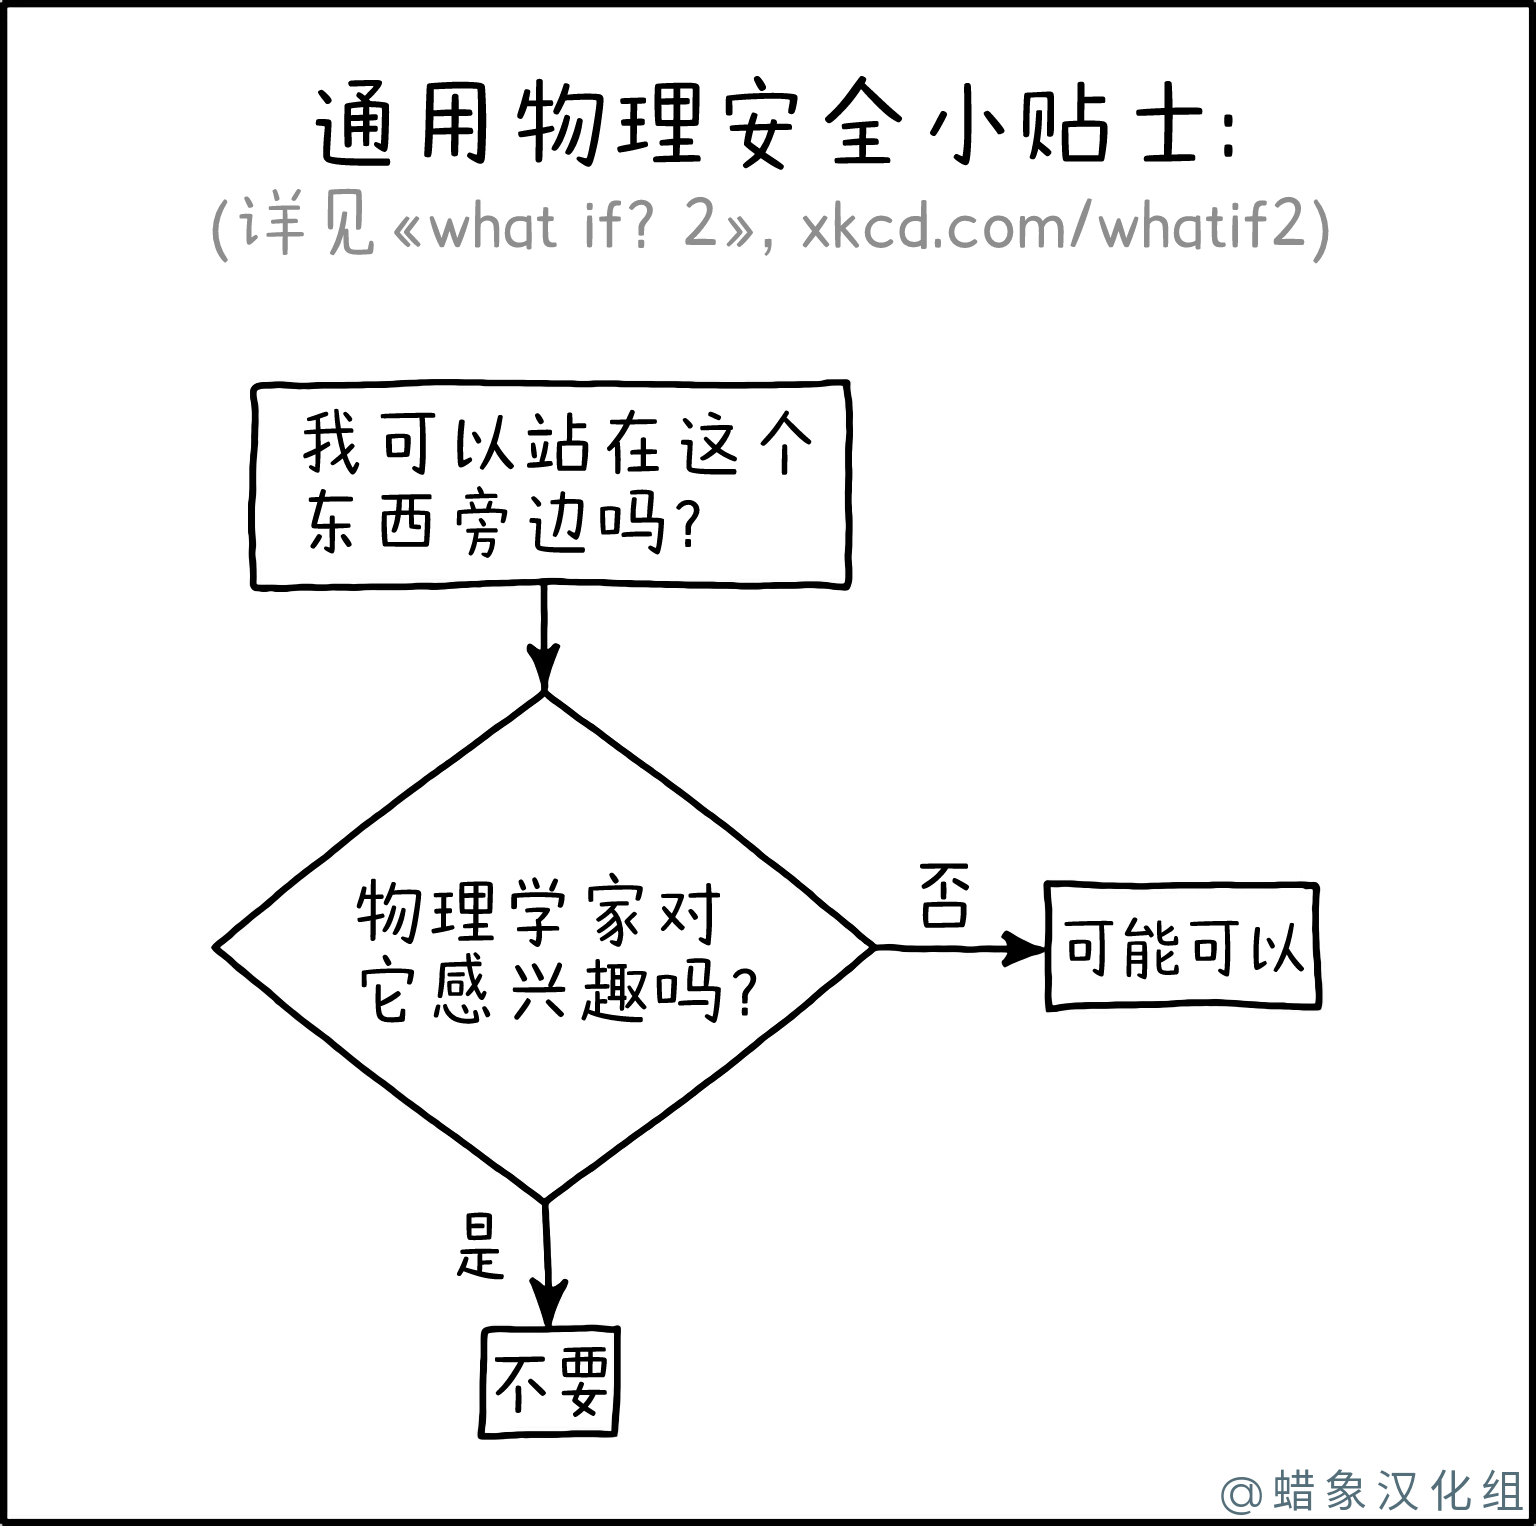 通用物理安全小贴士:
(详见«what if? 2», xkcd.com/whatif2)
我可以站在这个
东西旁边吗?
物理学家对
它感兴趣吗?
否
可能可以
是
不要
@蜡象汉化组